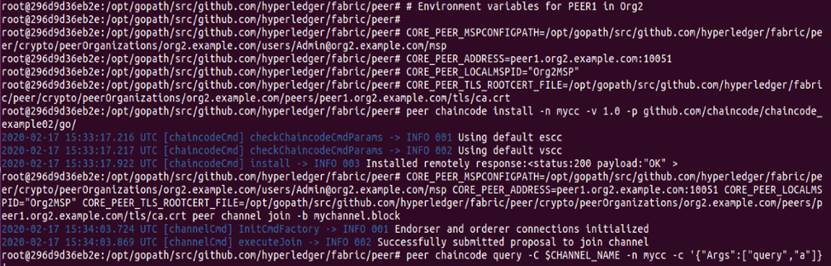 root@296d9d36eb2e:/opt/gopath/src/github.com/hyperledger/fabric/peer# # Environment variables for PEER1 in Org2
root@296d9d36eb2e:/opt/gopath/src/github.com/hyperledger/fabric/peer#
root@296d9d36eb2e:/opt/gopath/src/github.com/hyperledger/fabric/peer# CORE_PEER_MSPCONFIGPATH=/opt/gopath/src/github.com/hyperledger/fabric/pe
er/crypto/peerOrganizations/org2.example.com/users/Admin@org2.example.com/msp
root@296d9d36eb2e:/opt/gopath/src/github.com/hyperledger/fabric/peer# CORE_PEER_ADDRESS=peer1.org2.example.com:10051
root@296d9d36eb2e:/opt/gopath/src/github.com/hyperledger/fabric/peer# CORE_PEER_LOCALMSPID="Org2MSP"
root@296d9d36eb2e:/opt/gopath/src/github.com/hyperledger/fabric/peer# CORE_PEER_TLS_ROOTCERT_FILE=/opt/gopath/src/github.com/hyperledger/fabri
c/peer/crypto/peerOrganizations/org2.example.com/peers/peer1.org2.example.com/tls/ca.crt
root@296d9d36eb2e:/opt/gopath/src/github.com/hyperledger/fabric/peer# peer chaincode install -n mycc -v 1.0 -p github.com/chaincode/chaincode_
example02/go/
2020-02-17 15:33:17.216 UTC [chaincodeCmd] checkChaincodeCmdParams -> INFO 001 Using default escc
2020-02-17 15:33:17.217 UTC [chaincodeCmd] checkChaincodeCmdParams -> INFO 002 Using default vscc
2020-02-17 15:33:17.922 UTC [chaincodeCmd] install -> INFO 003 Installed remotely response:<status:200 payload:"OK" >
root@296d9d36eb2e:/opt/gopath/src/github.com/hyperledger/fabric/peer# CORE_PEER_MSPCONFIGPATH=/opt/gopath/src/github.com/hyperledger/fabric/
peer/crypto/peerOrganizations/org2.example.com/users/Admin@org2.example.com/msp CORE_PEER_ADDRESS=peer1.org2.example.com:10051 CORE_PEER_LOCALMS
PID="Org2MSP" CORE_PEER_TLS_ROOTCERT_FILE=/opt/gopath/src/github.com/hyperledger/fabric/peer/crypto/peerOrganizations/org2.example.com/peers/p
eer1.org2.example.com/tls/ca.crt peer channel join -b mychannel.block
2020-02-17 15:34:03.724 UTC [channelCmd] InitCmdFactory -> INFO 001 Endorser and orderer connections initialized
2020-02-17 15:34:03.869 UTC [channelCmd] executeJoin -> INFO 002 Successfully submitted proposal to join channel
root@296d9d36eb2e:/opt/gopath/src/github.com/hyperledger/fabric/peer# peer chaincode query -C $CHANNEL_NAME -n mycc -c '{"Args":["query","a"]}